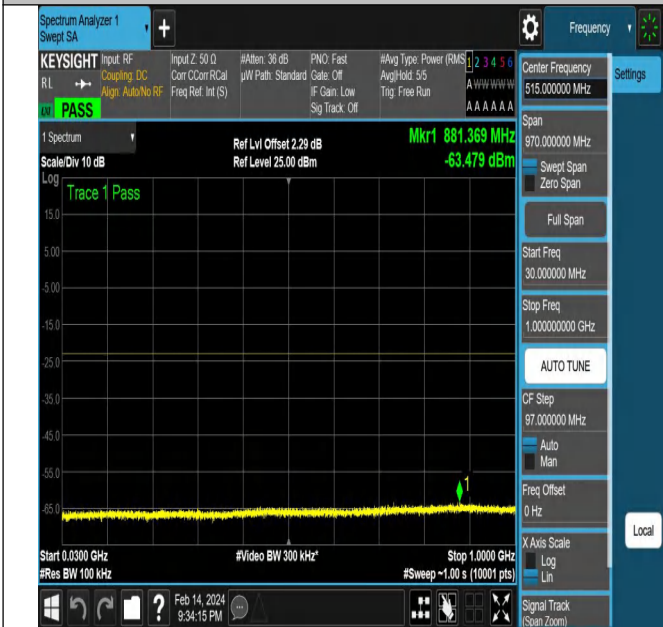 Spectrum Analyzer 1
Swept SA
+
Frequency
KEYSIGHT
RL
EXT PASS
Input: RF
Coupling: DC
Align: Auto/No RF
Input Z: 50 Ω
Corr CCorr RCal
Freq Ref: Int (S)
#Atten: 36 dB
µW Path: Standard
PNO: Fast
Gate: Off
IF Gain: Low
Sig Track: Off
#Avg Type: Power (RMS
Avg|Hold: 5/5
Trig: Free Run
1 2 3 4 5 6
A W W W W W
A A A A A A
1 Spectrum
Scale/Div 10 dB
Log
Ref Lvl Offset 2.29 dB
Ref Level 25.00 dBm
Mkr1 881.369 MHz
-63.479 dBm
Trace 1 Pass
15.0
5.00
-5.00
-15.0
-25.0
-35.0
-45.0
-55.0
-65.0
1
Start 0.0300 GHz
#Res BW 100 kHz
#Video BW 300 kHz*
Stop 1.0000 GHz
#Sweep ~1.00 s (10001 pts)
?
Feb 14, 2024
9:34:15 PM
Center Frequency
515.000000 MHz
Settings
Span
970.000000 MHz
Swept Span
Zero Span
Full Span
Start Freq
30.000000 MHz
Stop Freq
1.000000000 GHz
AUTO TUNE
CF Step
97.000000 MHz
Auto
Man
Freq Offset
0 Hz
Local
X Axis Scale
Log
Lin
Signal Track
(Span Zoom)